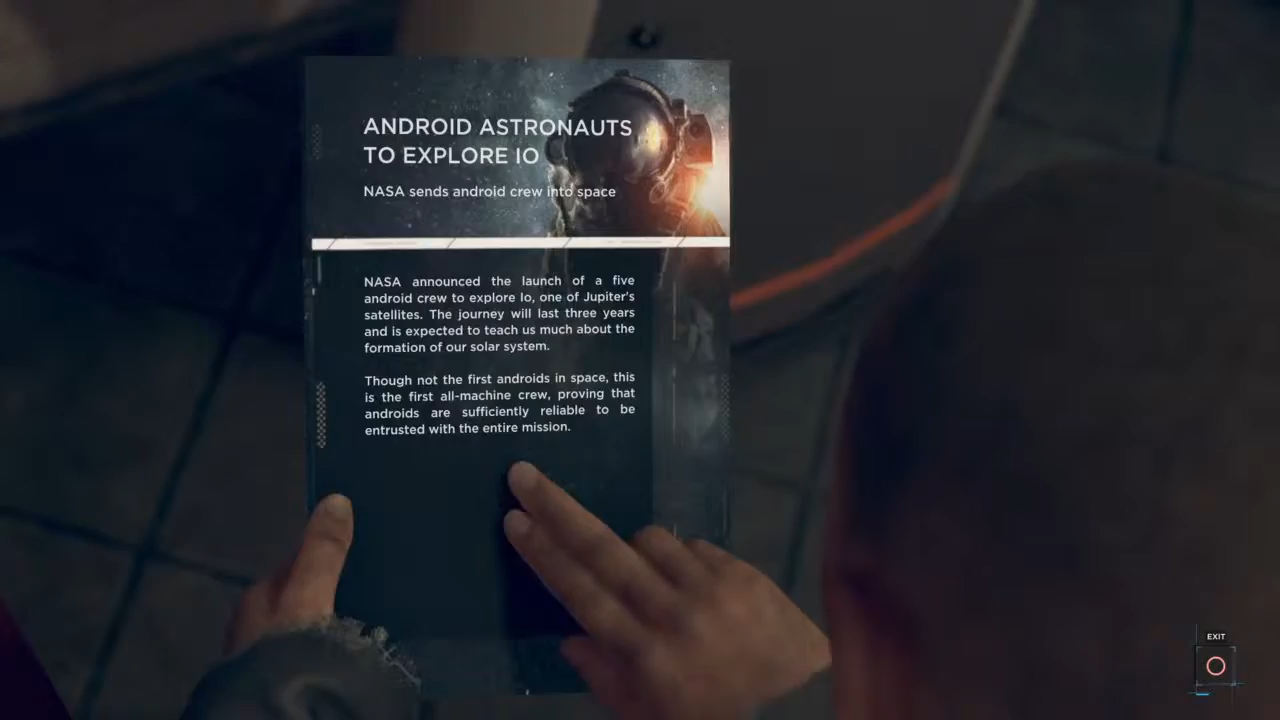 ANDROID ASTRONAUTS
TO EXPLORE IO
NASA sends android crew into space
NASA announced the launch of a five
android crew to explore Io, one of Jupiter's
satellites. The journey will last three years
and is expected to teach us much about the
formation of our solar system.
Though not the first androids in space, this
is the first all-machine crew, proving that
androids are sufficiently reliable to be
entrusted with the entire mission.
EXIT